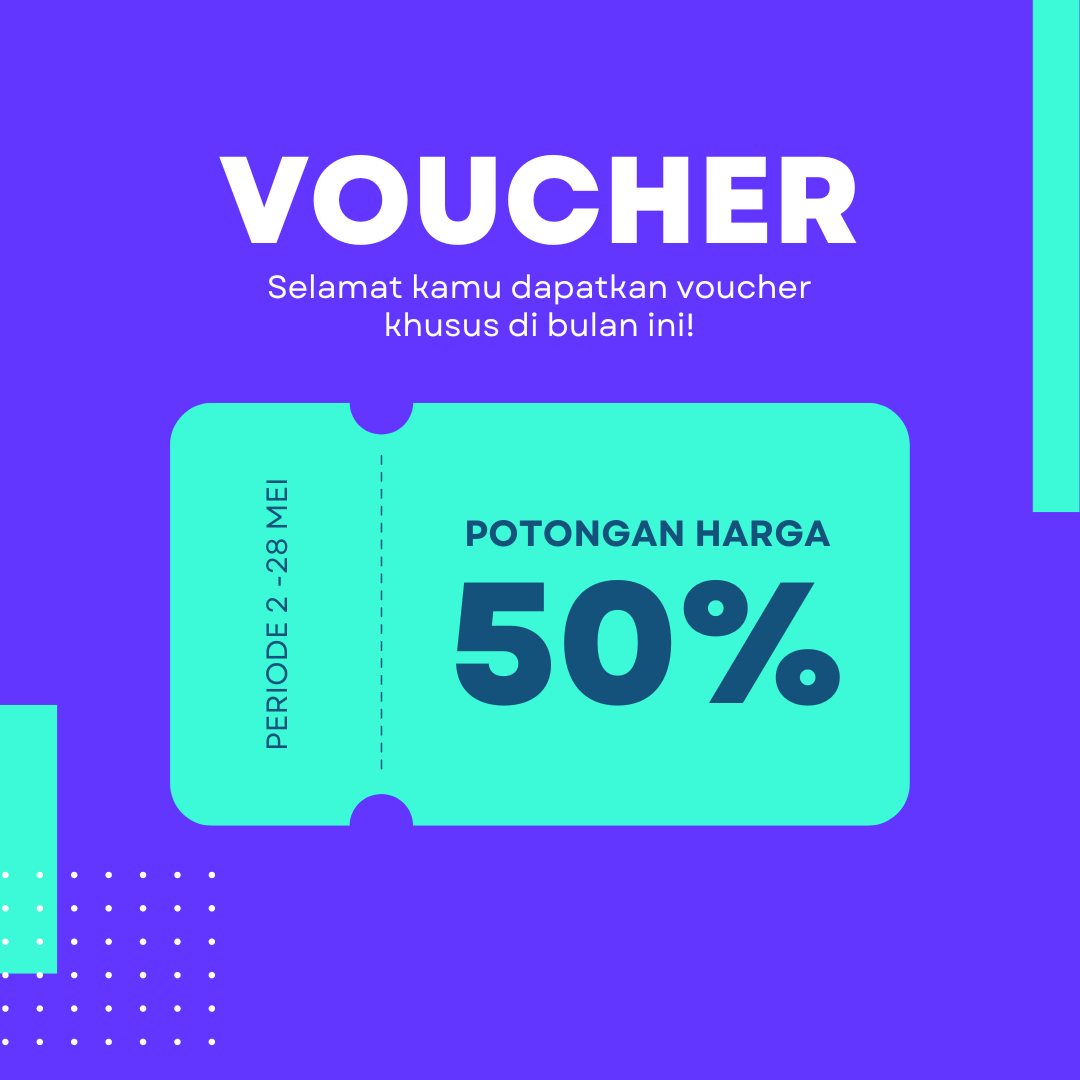 VOUCHER
Selamat kamu dapatkan voucher
khusus di bulan ini!
PERIODE 2 -28 MEI
POTONGAN HARGA
50%